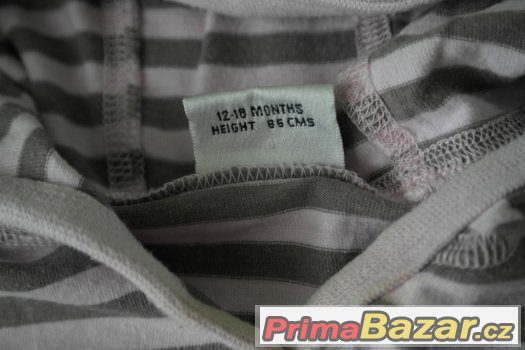 12-18 MONTHS
HEIGHT 86 CMS
PrimaBazar.cz